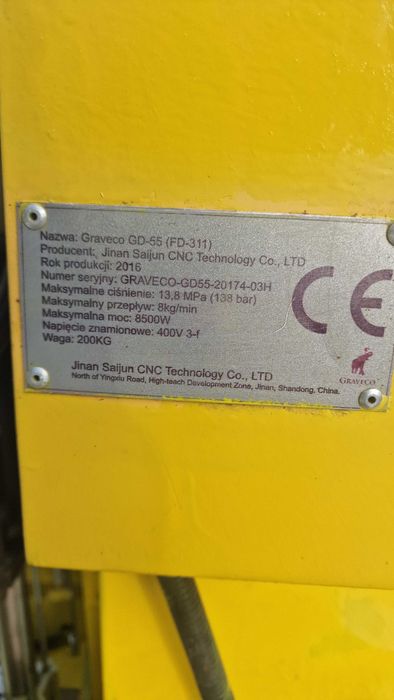 Nazwa: Graveco GD-55 (FD-311)
Producent: Jinan Saijun CNC Technology Co., LTD
Rok produkcji: 2016
Numer seryjny: GRAVECO-GD55-20174-03H
Maksymalne ciśnienie: 13,8 MPa (138 bar)
Maksymalny przepływ: 8kg/min
Maksymalna moc: 8500W
Napięcie znamionowe: 400V 3-f
Waga: 200KG
CE
Jinan Saijun CNC Technology Co., LTD
North of Yingxiu Road, High-teach Development Zone, Jinan, Shandong, China.
GRAVECO